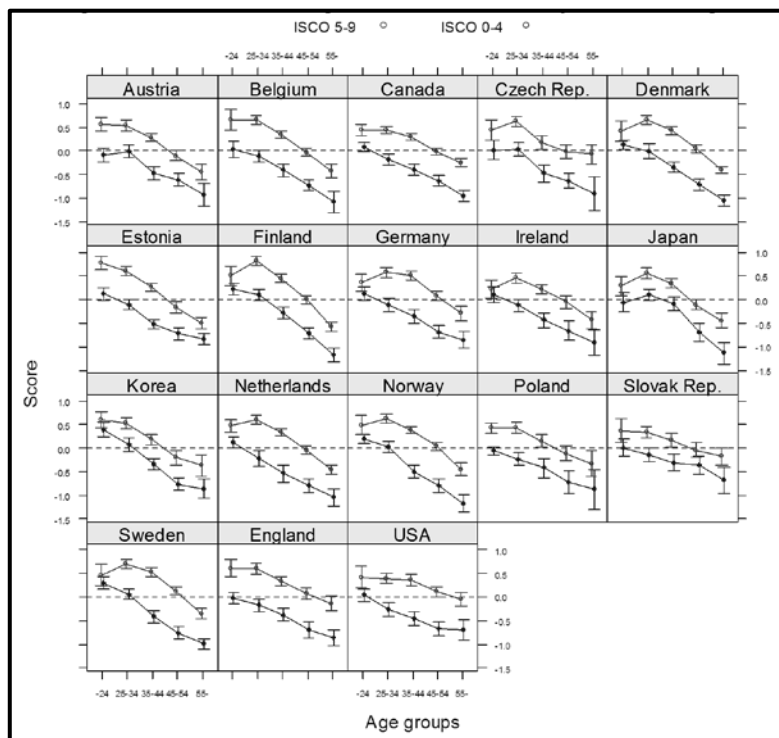 ISCO 5-9 ISCO 0-4
-24 25-34 35-44 45-54 55- -24 25-34 35-44 45-54 55-
Austria Belgium Canada Czech Rep. Denmark
1.0
0.5
0.0
-0.5
-1.0
-1.5
Estonia Finland Germany Ireland Japan
1.0
0.5
0.0
-0.5
-1.0
-1.5
Score
Korea Netherlands Norway Poland Slovak Rep.
1.0
0.5
0.0
-0.5
-1.0
-1.5
Sweden England USA
1.0
0.5
0.0
-0.5
-1.0
-1.5
-24 25-34 35-44 45-54 55- -24 25-34 35-44 45-54 55-
Age groups